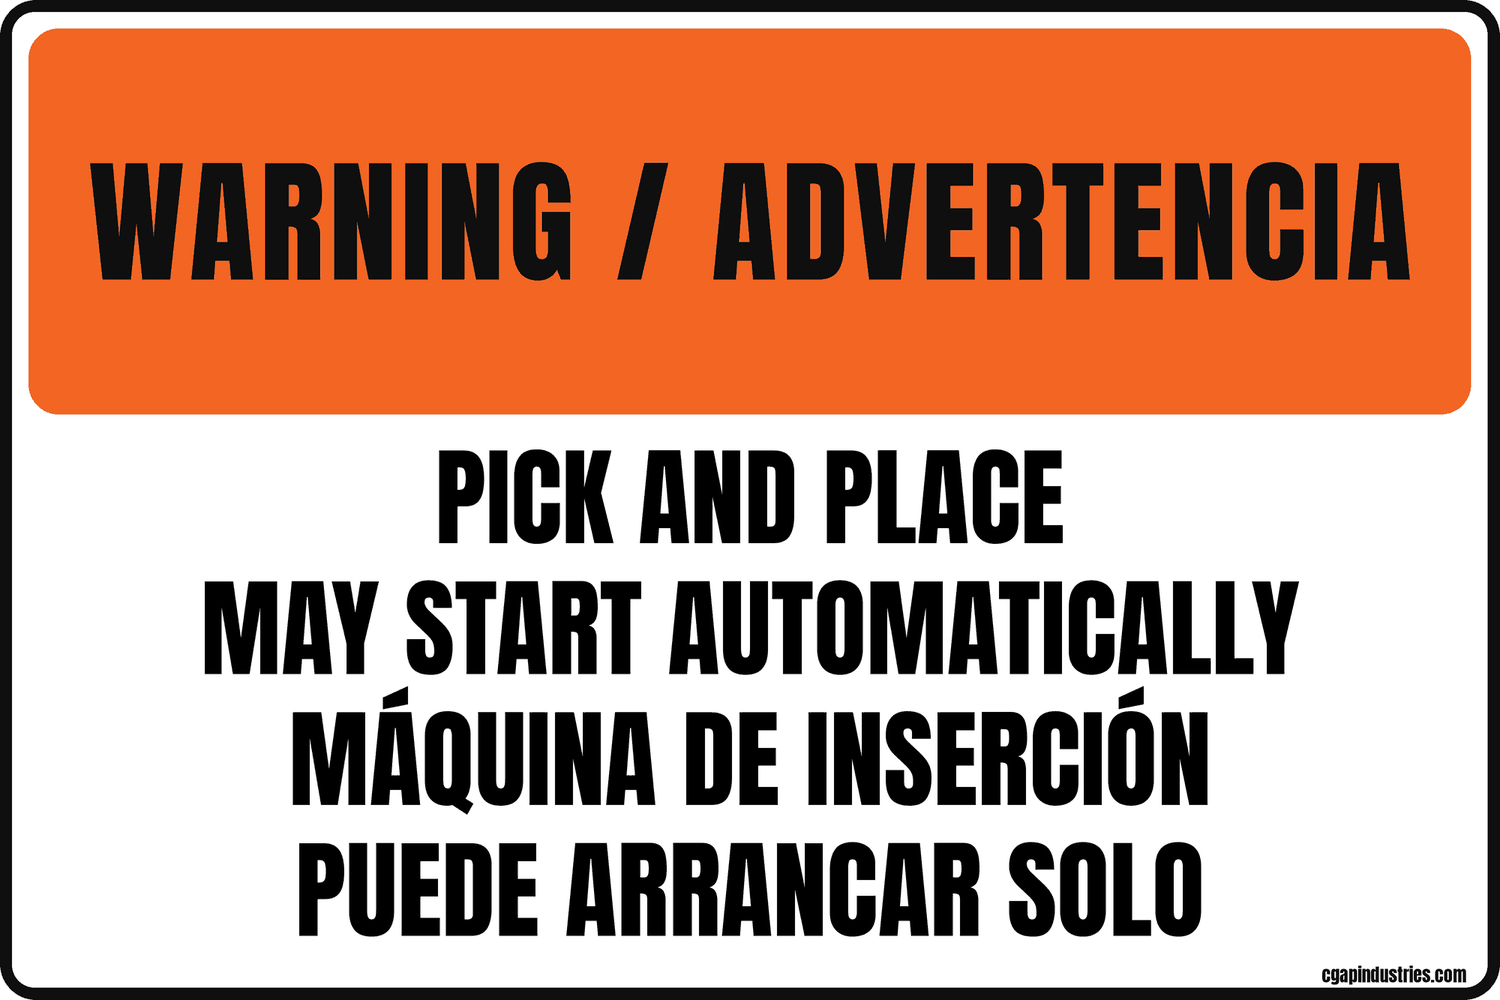 WARNING / ADVERTENCIA
PICK AND PLACE
MAY START AUTOMATICALLY
MÁQUINA DE INSERCIÓN
PUEDE ARRANCAR SOLO
cgapindustries.com